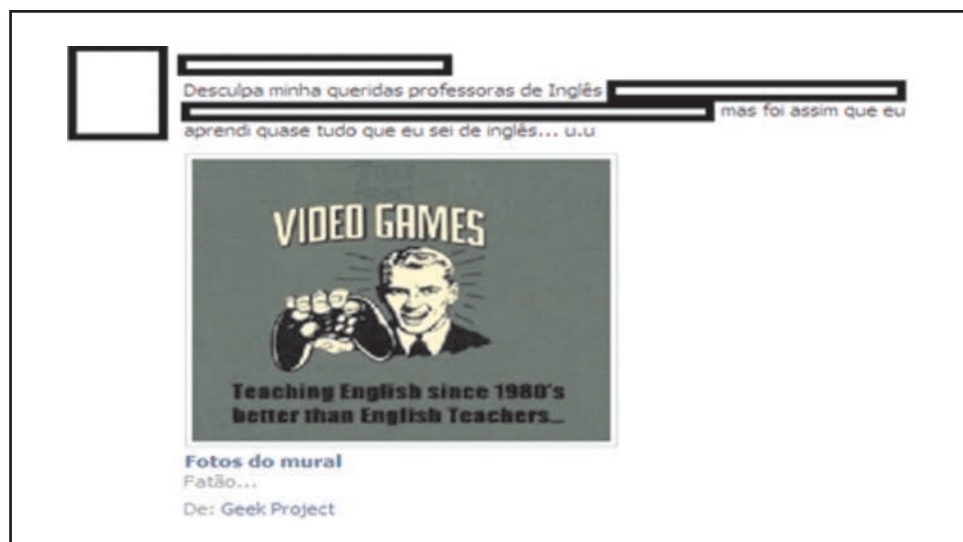 Desculpa minha queridas professoras de Inglês
mas foi assim que eu
aprendi quase tudo que eu sei de inglês... u.u
VIDEO GAMES
Teaching English since 1980's
better than English Teachers...
Fotos do mural
Fatão...
De: Geek Project